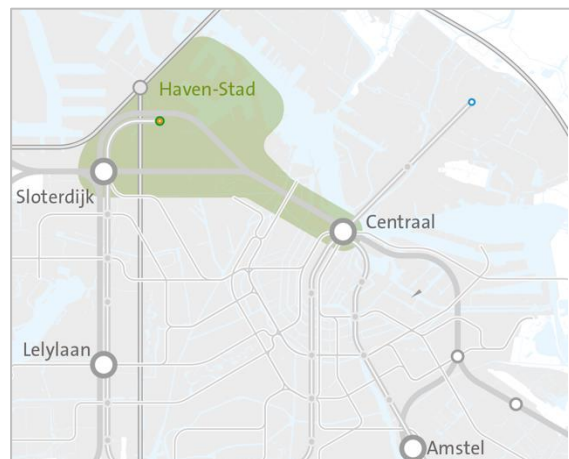 Haven-Stad
Sloterdijk
Centraal
Lelylaan
Amstel